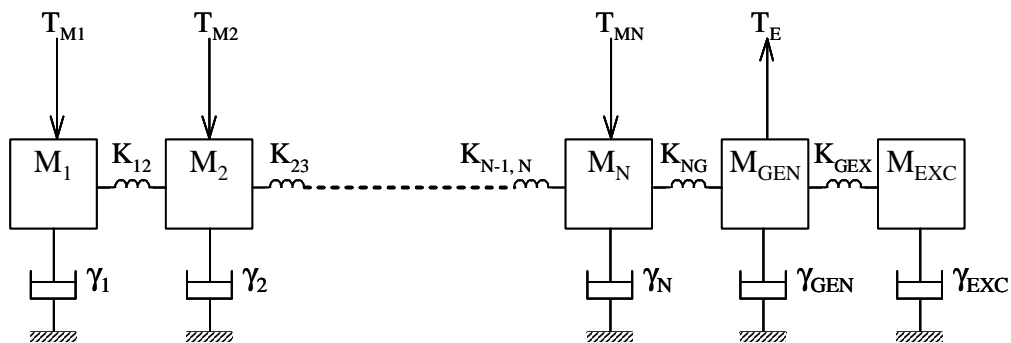 T_M1 T_M2 T_MN T_E
M_1 K_12 M_2 K_23 K_N-1, N M_N K_NG M_GEN K_GEX M_EXC
γ_1 γ_2 γ_N γ_GEN γ_EXC